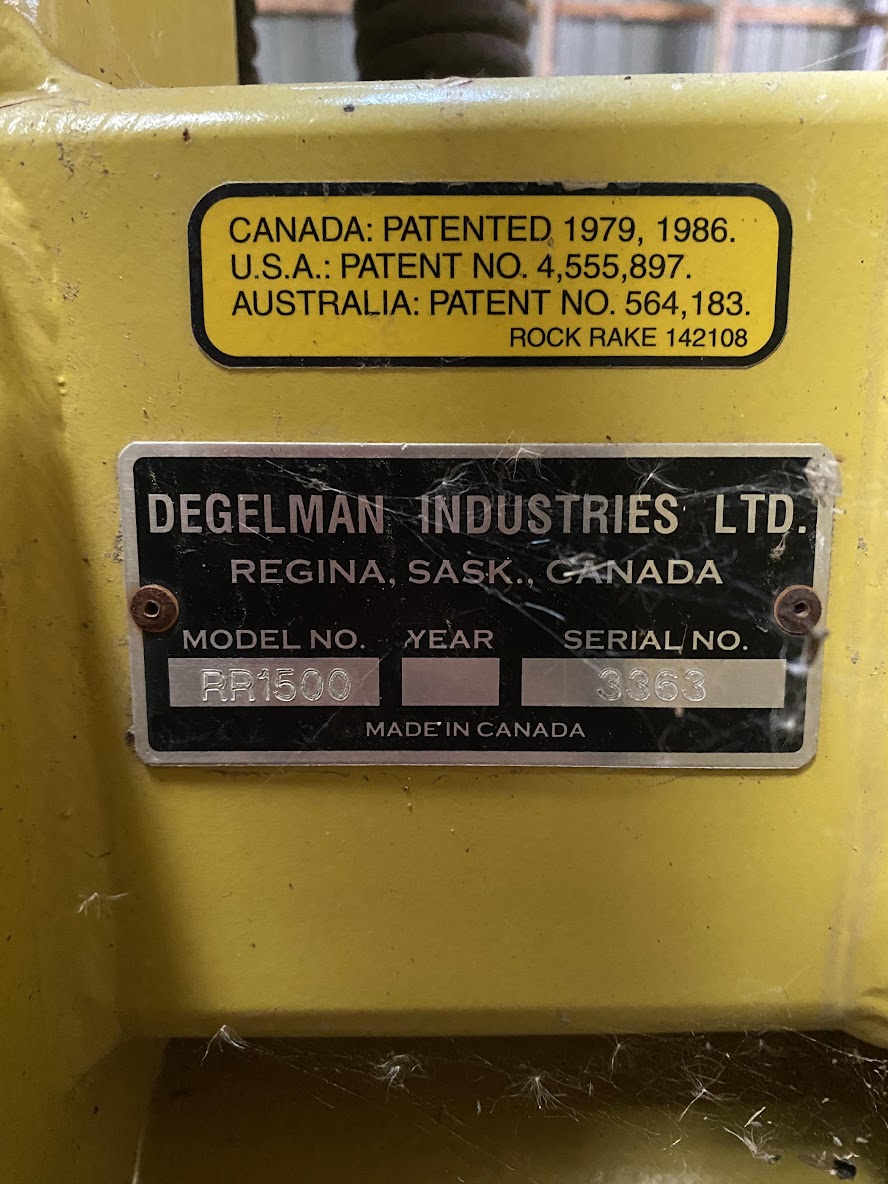 CANADA: PATENTED 1979, 1986.
U.S.A.: PATENT NO. 4,555,897.
AUSTRALIA: PATENT NO. 564,183.
ROCK RAKE 142108
DEGELMAN INDUSTRIES LTD.
REGINA, SASK., CANADA
MODEL NO. YEAR SERIAL NO.
RR1500 3363
MADE IN CANADA